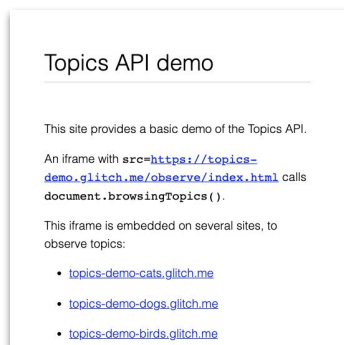 Topics API demo
This site provides a basic demo of the Topics API.
An iframe with src=https://topics-
demo.glitch.me/observe/index.html calls
document.browsingTopics().
This iframe is embedded on several sites, to
observe topics:
• topics-demo-cats.glitch.me
• topics-demo-dogs.glitch.me
• topics-demo-birds.glitch.me